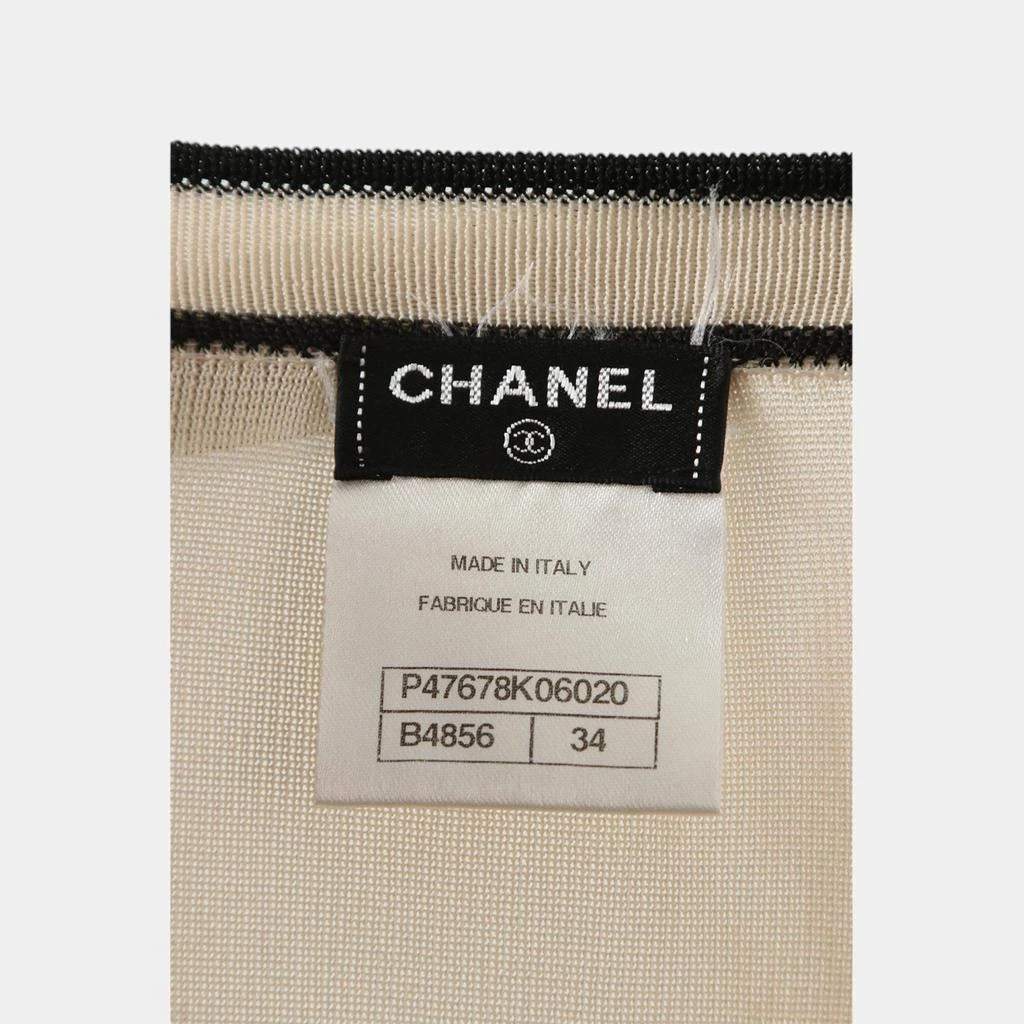 CHANEL
MADE IN ITALY
FABRIQUE EN ITALIE
P47678K06020
B4856 34